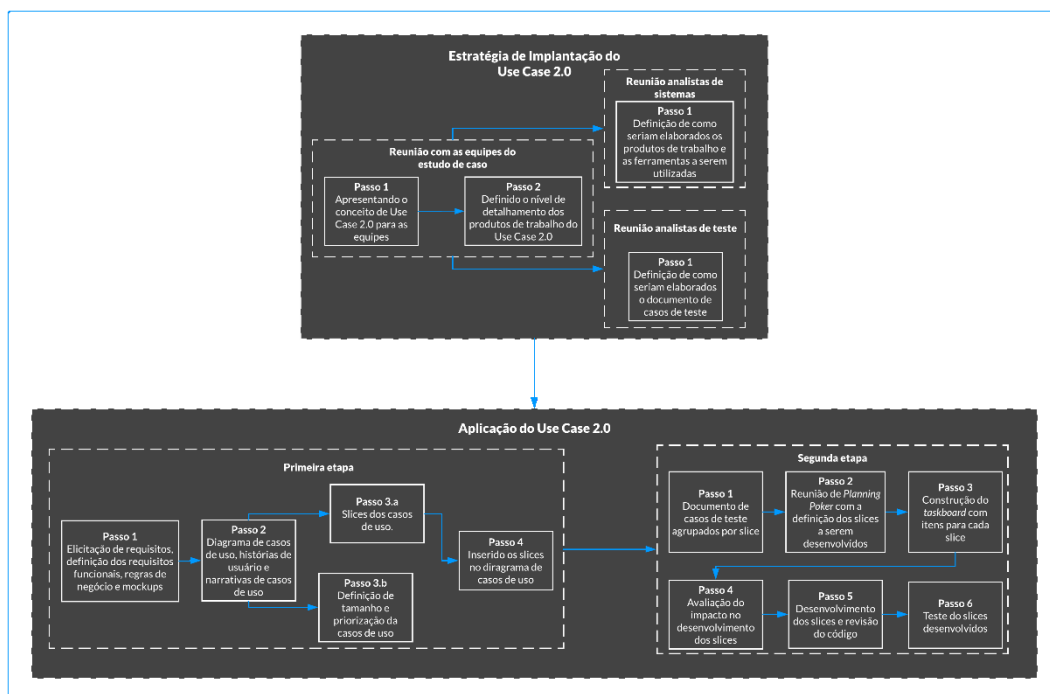 Estratégia de Implantação do
Use Case 2.0
Reunião analistas de
sistemas
Passo 1
Definição de como
seriam elaborados os
produtos de trabalho e
as ferramentas a serem
utilizadas
Reunião com as equipes do
estudo de caso
Passo 1
Apresentando o
conceito de Use
Case 2.0 para as
equipes
Passo 2
Definido o nível de
detalhamento dos
produtos de trabalho do
Use Case 2.0
Reunião analistas de teste
Passo 1
Definição de como
seriam elaborados
o documento de
casos de teste
Aplicação do Use Case 2.0
Primeira etapa
Passo 1
Elicitação de requisitos,
definição dos requisitos
funcionais, regras de
negócio e mockups
Passo 2
Diagrama de casos
de uso, histórias de
usuário e
narrativas de casos
de uso
Passo 3.a
Slices dos casos
de uso.
Passo 3.b
Definição de
tamanho e
priorização da
casos de uso
Passo 4
Inserido os slices
no diragrama de
casos de uso
Segunda etapa
Passo 1
Documento de
casos de teste
agrupados por slice
Passo 2
Reunião de Planning
Poker com a
definição dos slices
a serem
desenvolvidos
Passo 3
Construção do
taskboard com
itens para cada
slice
Passo 4
Avaliação do
impacto no
desenvolvimento
dos slices
Passo 5
Desenvolvimento
dos slices e revisão
do código
Passo 6
Teste do slices
desenvolvidos